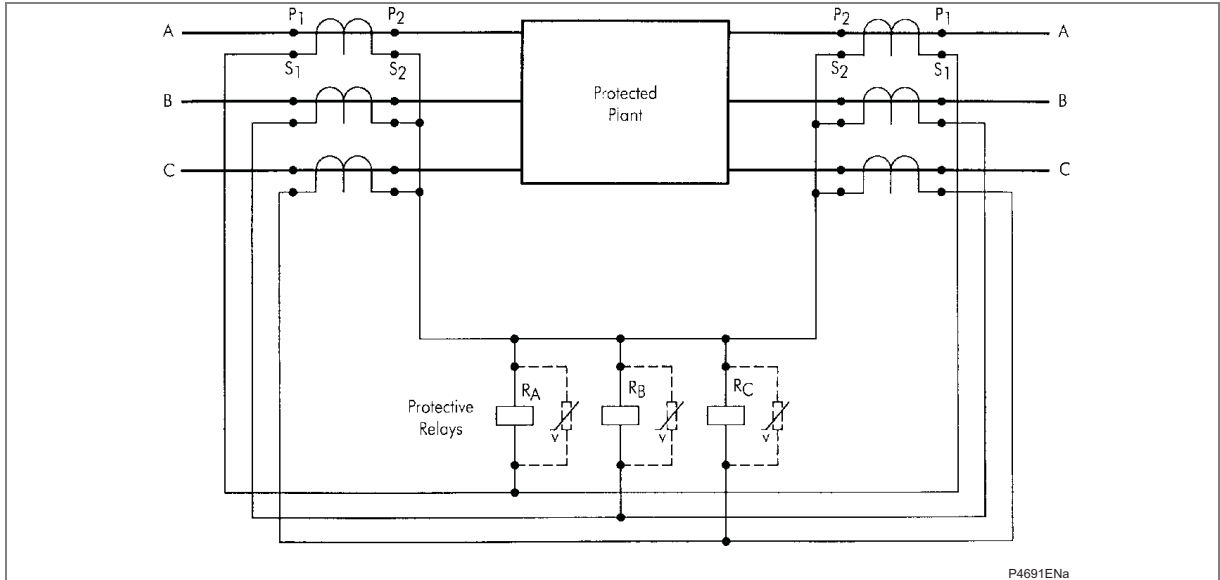 P1 P2 P2 P1
A A
S1 S2 S2 S1
B Protected Plant B
C C
RA RB RC
Protective Relays
v v v
P4691ENa